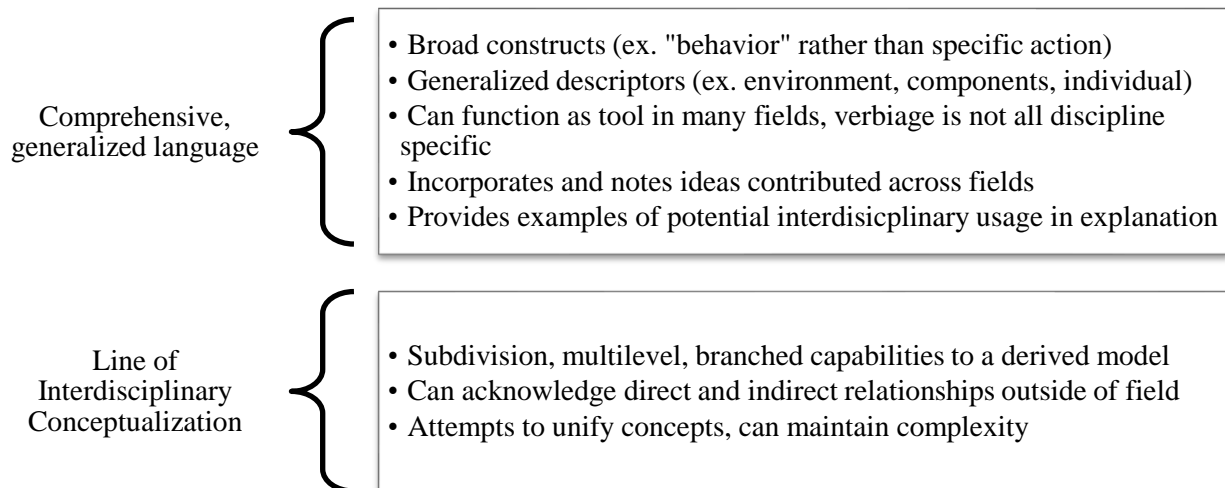 Comprehensive,
generalized language
• Broad constructs (ex. "behavior" rather than specific action)
• Generalized descriptors (ex. environment, components, individual)
• Can function as tool in many fields, verbiage is not all discipline
specific
• Incorporates and notes ideas contributed across fields
• Provides examples of potential interdisicplinary usage in explanation
Line of
Interdisciplinary
Conceptualization
• Subdivision, multilevel, branched capabilities to a derived model
• Can acknowledge direct and indirect relationships outside of field
• Attempts to unify concepts, can maintain complexity